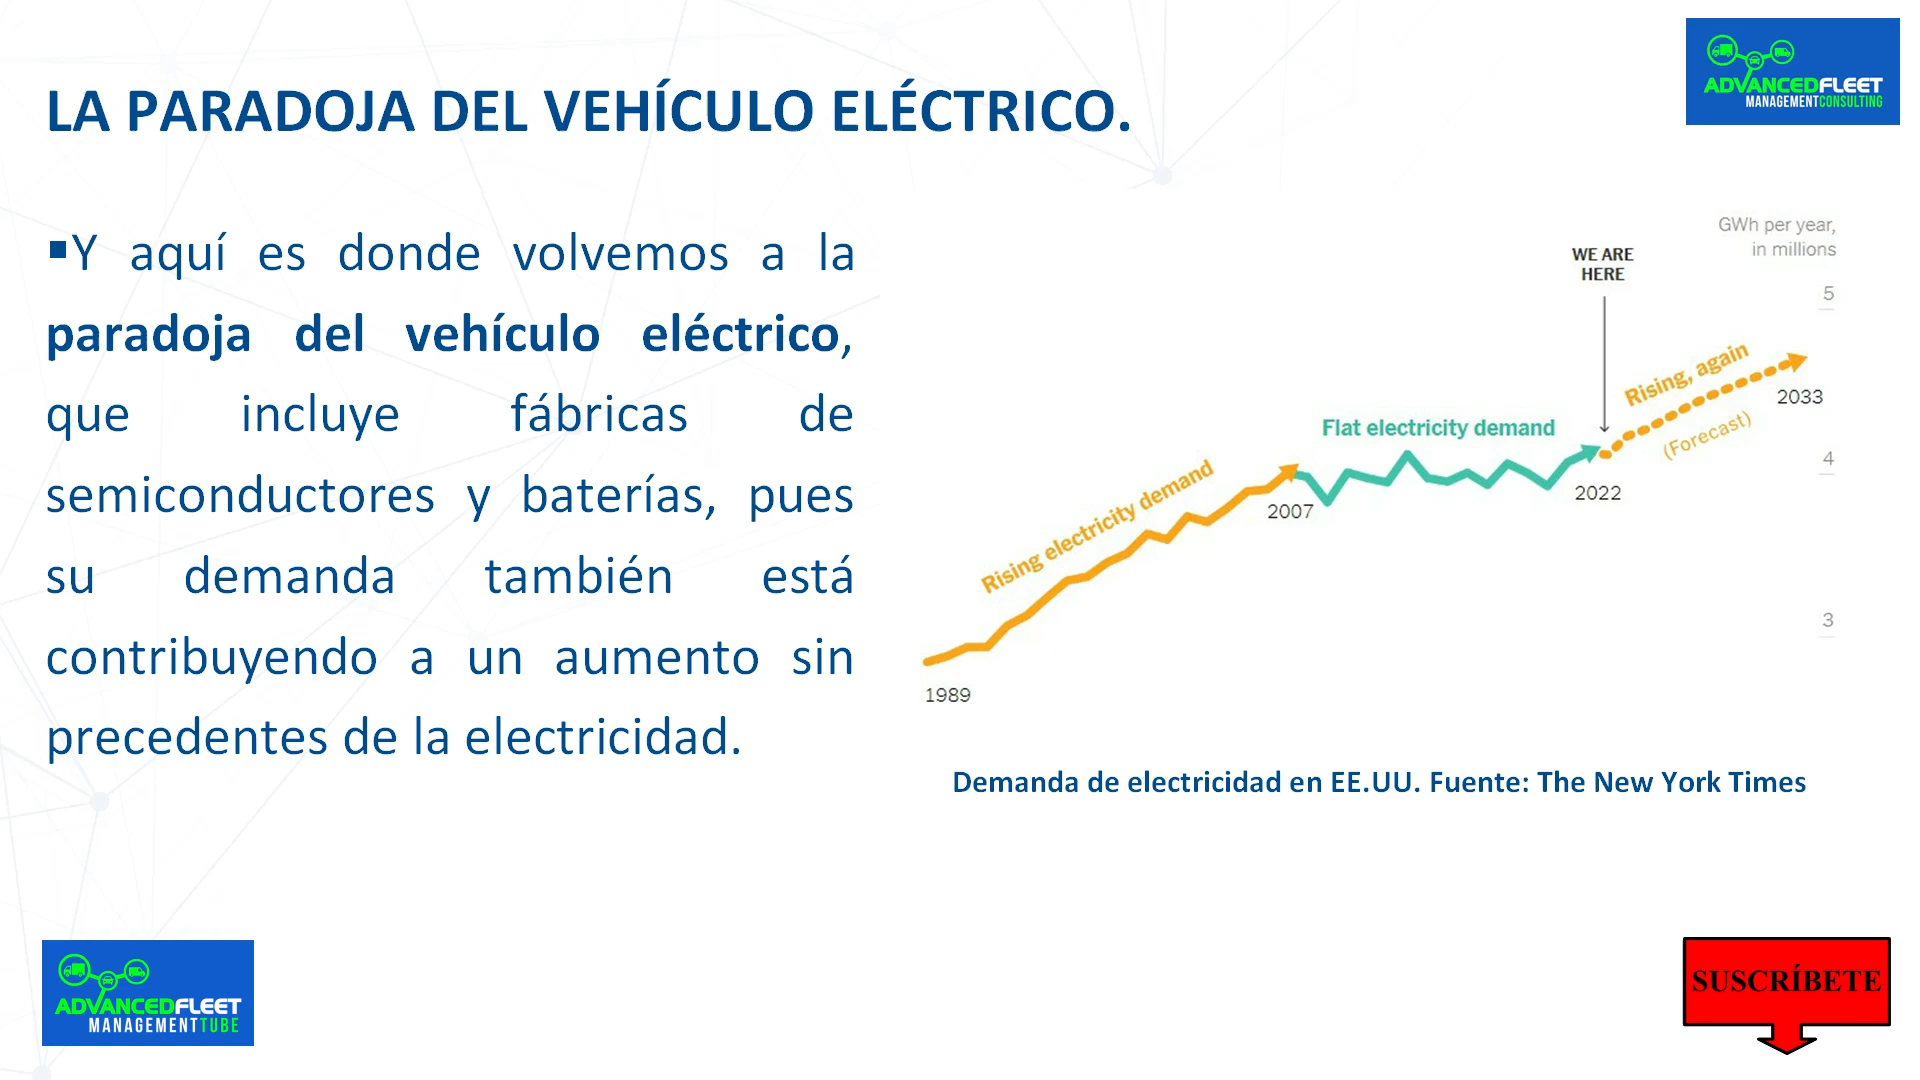 LA PARADOJA DEL VEHÍCULO ELÉCTRICO.
ADVANCEDFLEET
MANAGEMENTCONSULTING
▪Y aquí es donde volvemos a la
paradoja del vehículo eléctrico,
que incluye fábricas de
semiconductores y baterías, pues
su demanda también está
contribuyendo a un aumento sin
precedentes de la electricidad.
GWh per year,
in millions
WE ARE
HERE
5
Rising, again
2033
(Forecast)
Flat electricity demand
4
Rising electricity demand
2022
2007
3
1989
Demanda de electricidad en EE.UU. Fuente: The New York Times
ADVANCEDFLEET
MANAGEMENTTUBE
SUSCRÍBETE